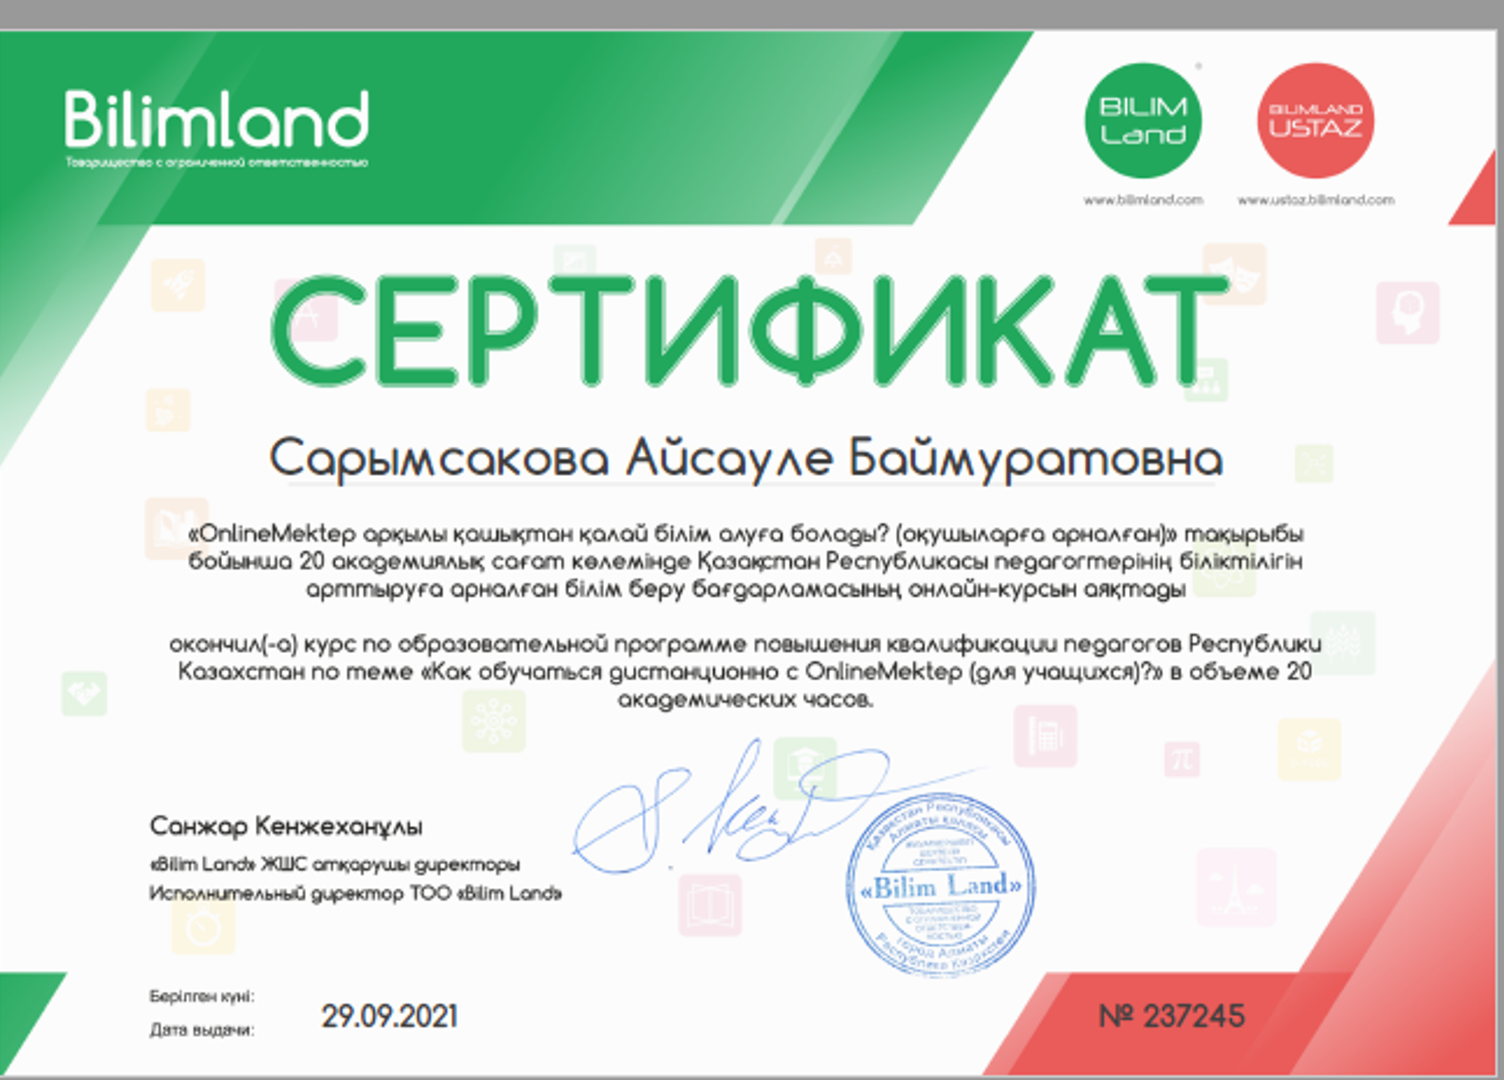 Bilimland
Товарищество с ограниченной ответственностью
BILIM
Land
www.bilimland.com
BILIMLAND
USTAZ
www.ustaz.bilimland.com
СЕРТИФИКАТ
Сарымсакова Айсауле Баймуратовна
«OnlineMektep арқылы қашықтан қалай білім алуға болады? (оқушыларға арналған)» тақырыбы
бойынша 20 академиялық сағат көлемінде Қазақстан Республикасы педагогтерінің біліктілігін
арттыруға арналған білім беру бағдарламасының онлайн-курсын аяқтады
окончил(-а) курс по образовательной программе повышения квалификации педагогов Республики
Казахстан по теме «Как обучаться дистанционно с OnlineMektep (для учащихся)?» в объеме 20
академических часов.
Санжар Кенжеханұлы
«Bilim Land» ЖШС атқарушы директоры
Исполнительный директор ТОО «Bilim Land»
Қазақстан Республикасы
Алматы қаласы
«Bilim Land»
город Алматы
Республика Казахстан
Берілген күні:
Дата выдачи:
29.09.2021
№ 237245